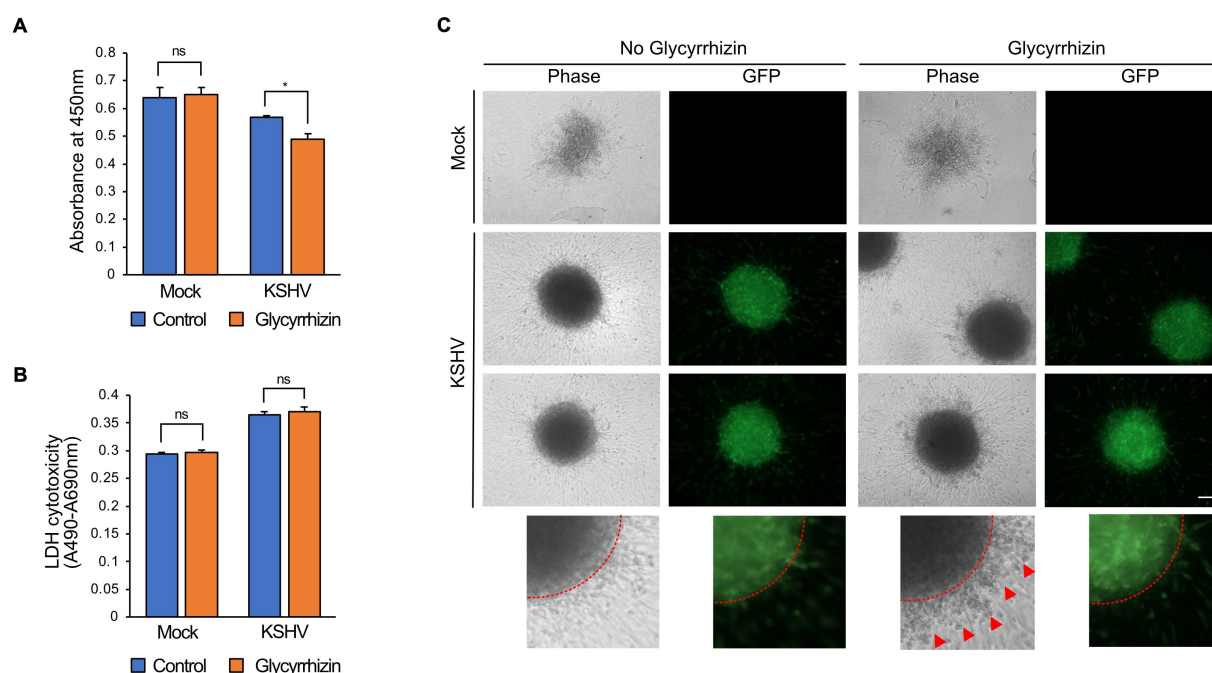 A
Absorbance at 450nm
0.8
0.7
0.6
0.5
0.4
0.3
0.2
0.1
0
ns
*
Mock
KSHV
Control
Glycyrrhizin
B
LDH cytotoxicity
(A490-A690nm)
0.4
0.35
0.3
0.25
0.3
0.15
0.1
0.05
0
ns
ns
Mock
KSHV
Control
Glycyrrhizin
C
No Glycyrrhizin
Glycyrrhizin
Phase
GFP
Phase
GFP
Mock
KSHV